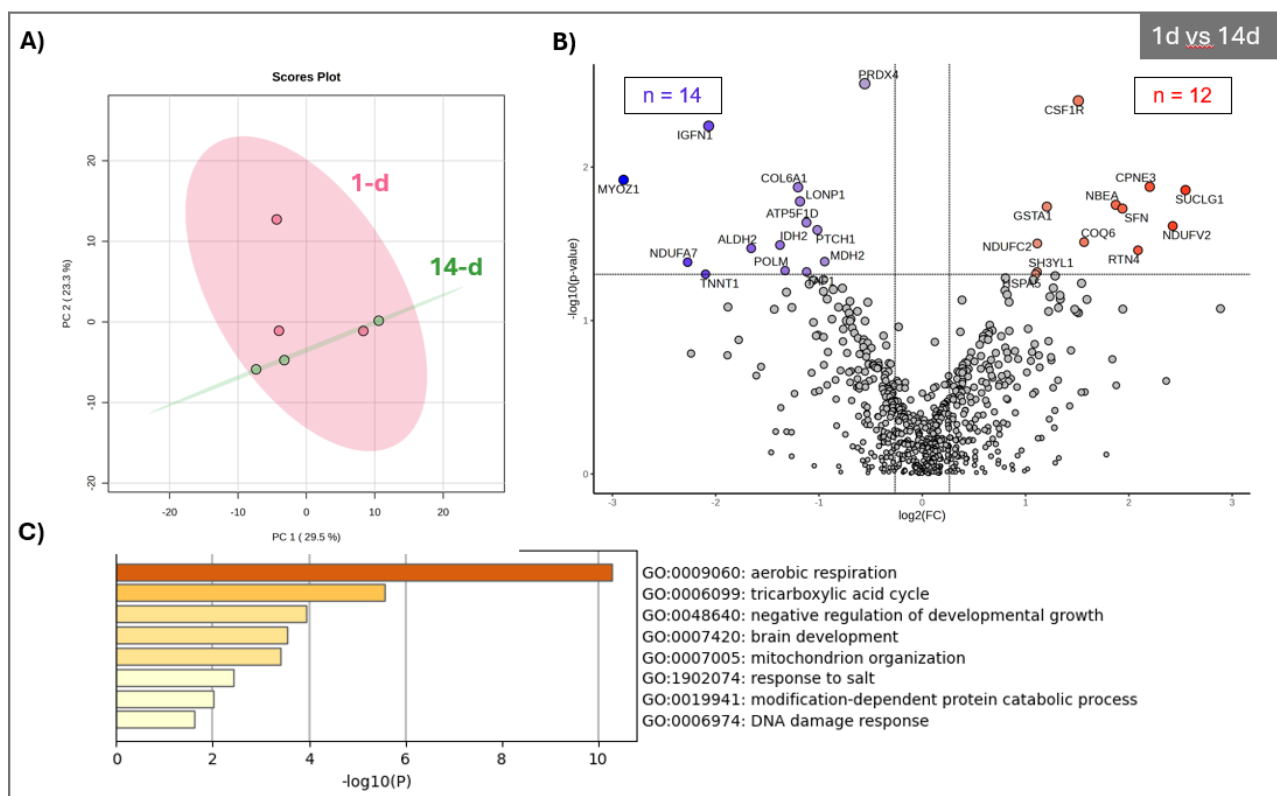 1d vs 14d
A)
Scores Plot
1-d
14-d
PC 2 ( 23.3 %)
20
10
0
-10
-20
-20
-10
0
10
20
PC 1 ( 29.5 %)
B)
n = 14
n = 12
PRDX4
CSF1R
IGFN1
MYOZ1
COL6A1
LONP1
ATP5F1D
PTCH1
IDH2
ALDH2
MDH2
NDUFA7
POLM
TNNT1
CPNE3
SUCLG1
NBEA
SFN
GSTA1
NDUFV2
COQ6
NDUFC2
RTN4
SH3YL1
HSPA5
-log10(p-value)
2
1
0
-3
-2
-1
0
1
2
3
log2(FC)
C)
GO:0009060: aerobic respiration
GO:0006099: tricarboxylic acid cycle
GO:0048640: negative regulation of developmental growth
GO:0007420: brain development
GO:0007005: mitochondrion organization
GO:1902074: response to salt
GO:0019941: modification-dependent protein catabolic process
GO:0006974: DNA damage response
0
2
4
6
8
10
-log10(P)